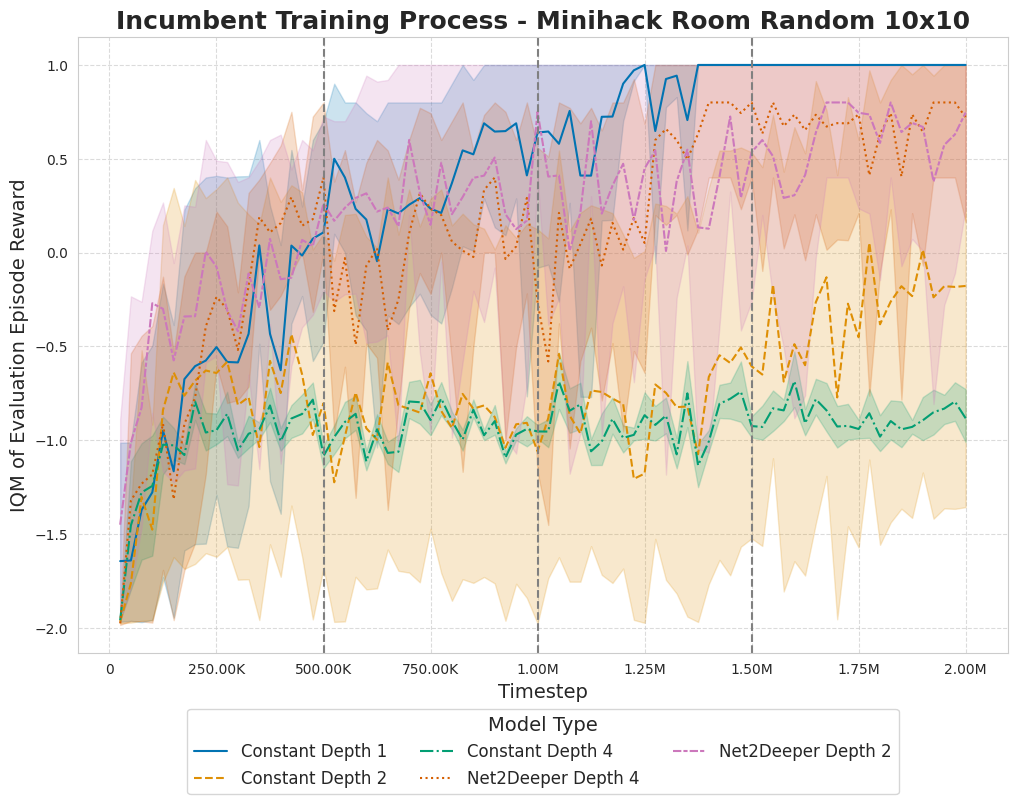 Incumbent Training Process - Minihack Room Random 10x10
IQM of Evaluation Episode Reward
1.0
0.5
0.0
−0.5
−1.0
−1.5
−2.0
0 250.00K 500.00K 750.00K 1.00M 1.25M 1.50M 1.75M 2.00M
Timestep
Model Type
Constant Depth 1 Constant Depth 4 Net2Deeper Depth 2
Constant Depth 2 Net2Deeper Depth 4